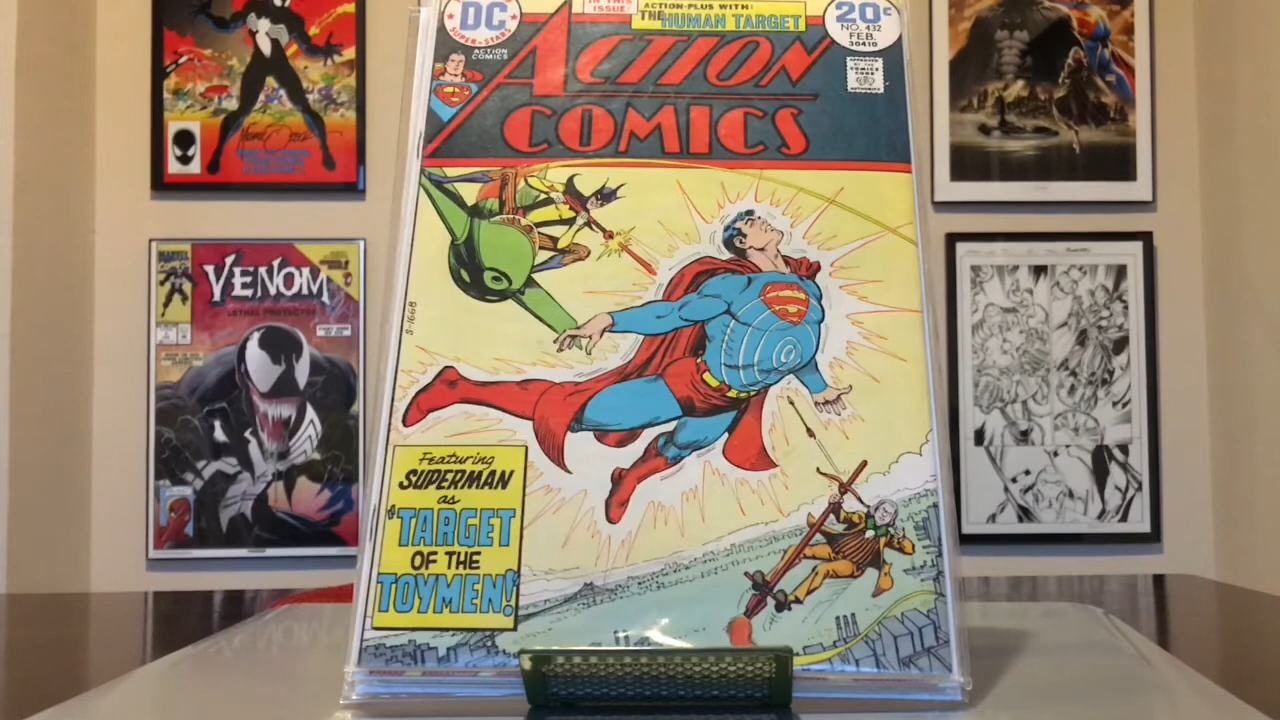 DC
SUPER-STARS
IN THIS
ISSUE
ACTION-PLUS WITH:
THE HUMAN TARGET
20¢
NO. 432
FEB.
30410
APPROVED
BY THE
COMICS
CODE
AUTHORITY
ACTION
COMICS
ACTION
COMICS
S-1668
Featuring
SUPERMAN
as
"TARGET
OF THE
TOYMEN!"
MARVEL
VENOM
LETHAL PROTECTOR